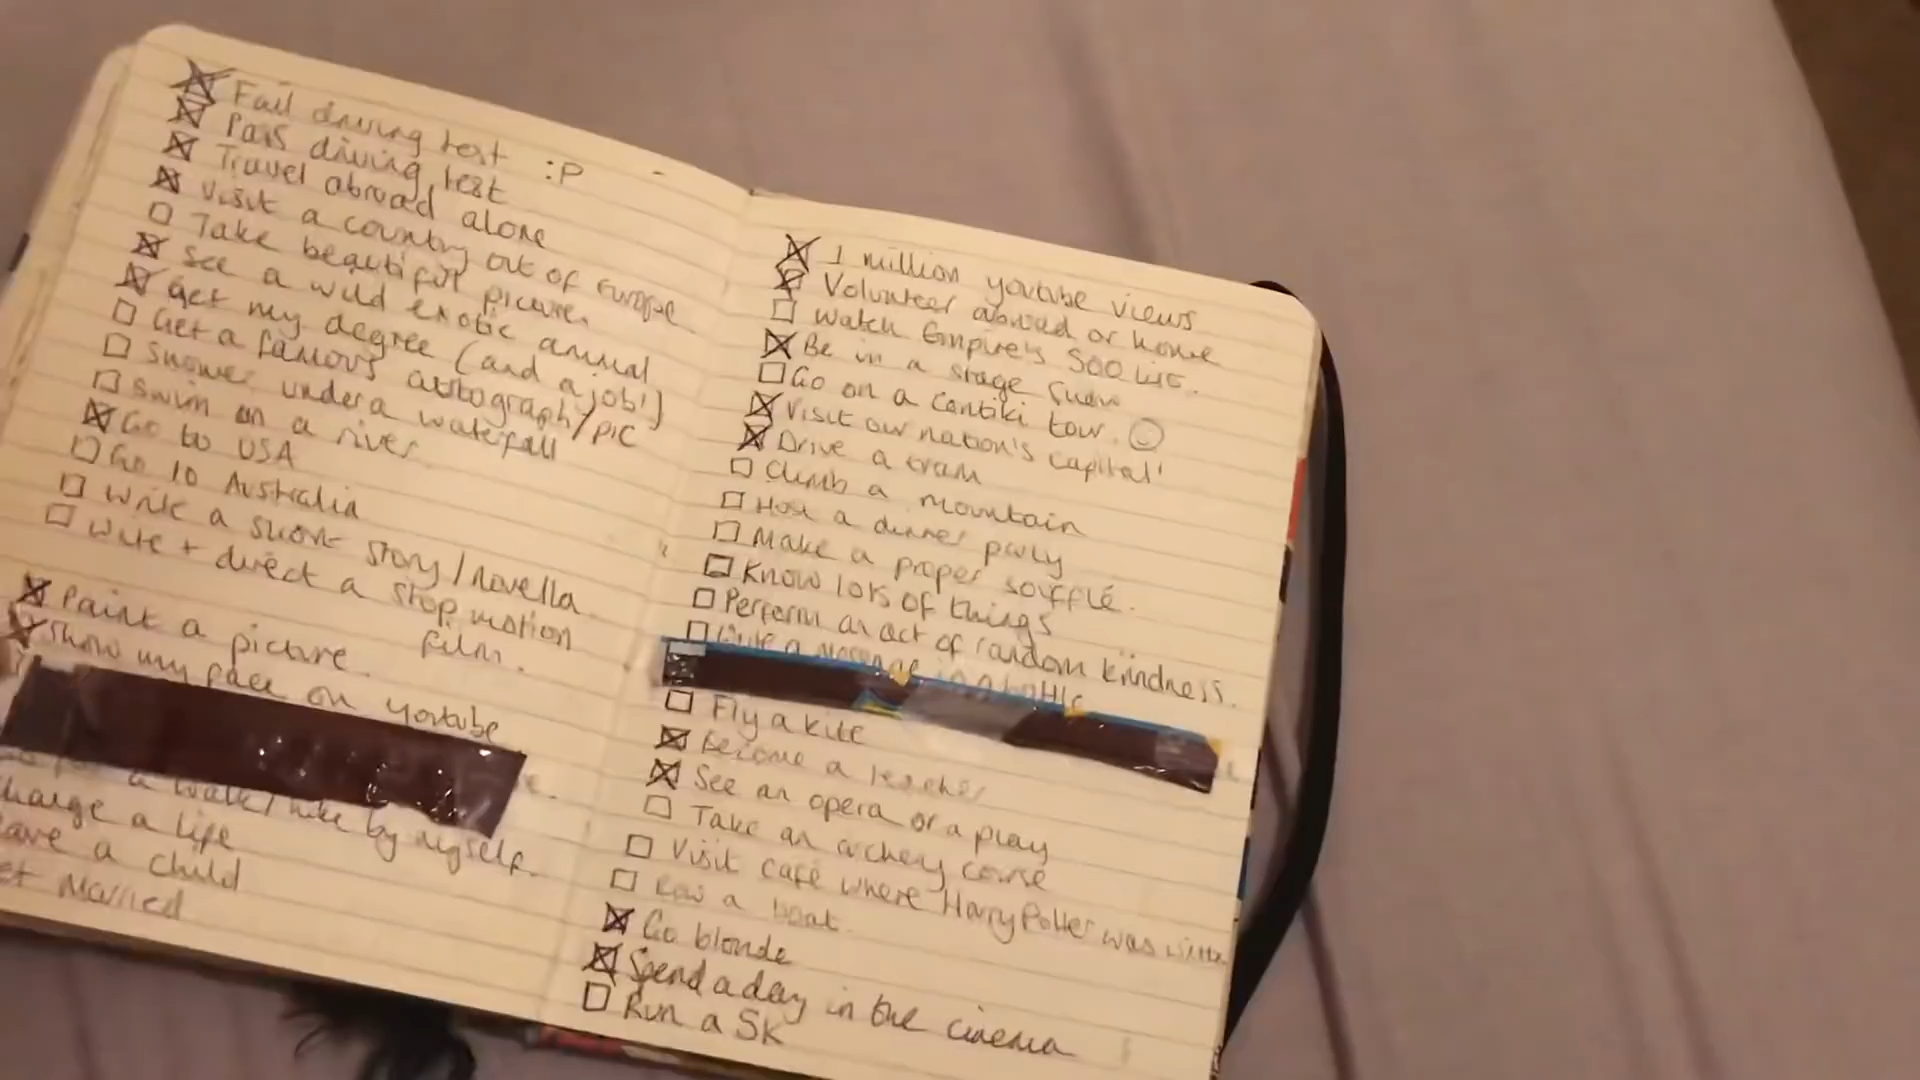 Fail driving test :P
Pass driving test
Travel abroad alone
Visit a country out of Europe
Take beautiful pictures
See a wild exotic animal
Get my degree (and a job!)
Get a famous autograph/pic
Shower under a waterfall
Swim in a river
Go to USA
Go to Australia
Write a short story/novella
Write + direct a stop motion
film.
Paint a picture.
Show my face on youtube
a walk/hike by myself.
change a life
a child
married
1 million youtube views
Volunteer abroad or home
Watch Empire's 500 list.
Be in a stage show
Go on a Contiki tour.
Visit our nation's capital!
Drive a tram
Climb a mountain
Host a dinner party
Make a proper soufflé.
Know lots of things
Perform an act of random kindness.
a message in a bottle
Fly a kite
Become a teacher
See an opera or a play
Take an archery course
Visit café where Harry Potter was
Row a boat
Go blonde
Spend a day in the cinema
Run a 5k